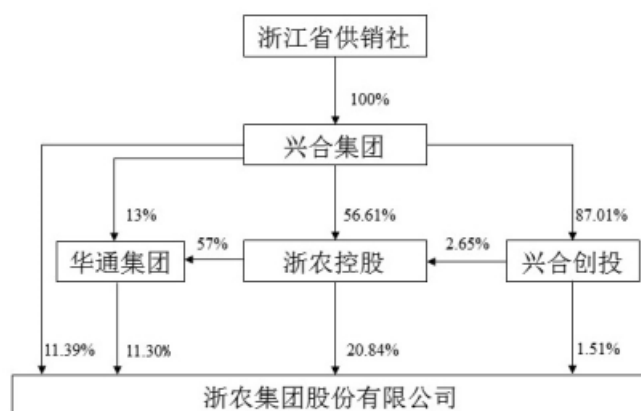 浙江省供销社
100%
兴合集团
13%
56.61%
87.01%
华通集团
57%
浙农控股
2.65%
兴合创投
11.39%
11.30%
20.84%
1.51%
浙农集团股份有限公司